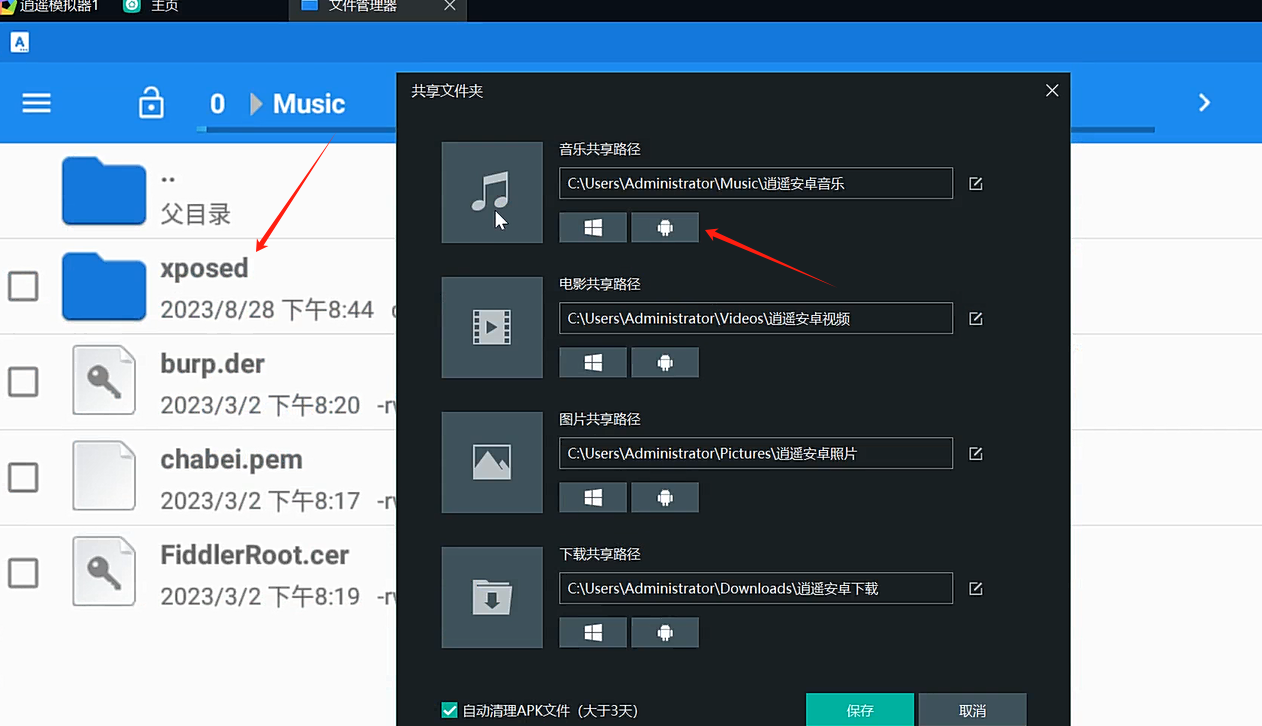 逍遥模拟器1
主页
文件管理器
A
0
Music
..
父目录
xposed
2023/8/28 下午8:44
burp.der
2023/3/2 下午8:20 -rw
chabei.pem
2023/3/2 下午8:17 -rw
FiddlerRoot.cer
2023/3/2 下午8:19 -rw
共享文件夹
音乐共享路径
C:\Users\Administrator\Music\逍遥安卓音乐
电影共享路径
C:\Users\Administrator\Videos\逍遥安卓视频
图片共享路径
C:\Users\Administrator\Pictures\逍遥安卓照片
下载共享路径
C:\Users\Administrator\Downloads\逍遥安卓下载
自动清理APK文件（大于3天）
保存
取消